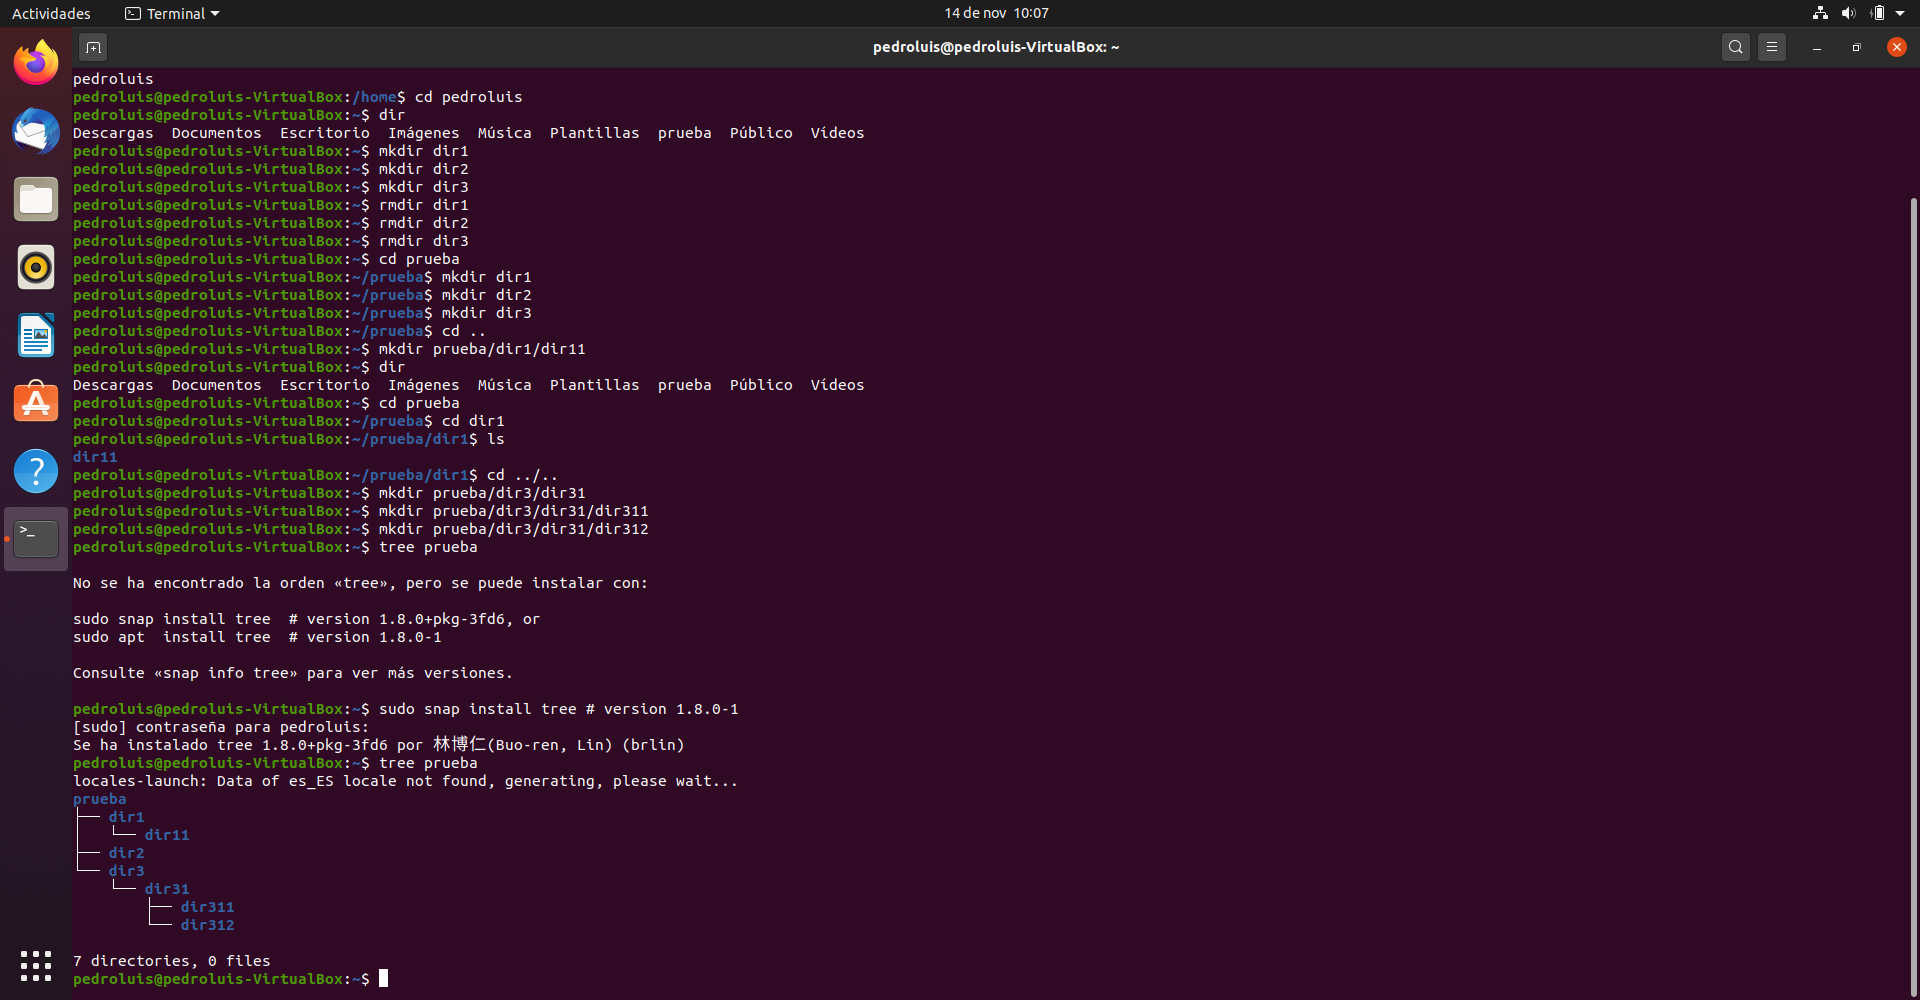 Actividades Terminal 14 de nov 10:07
pedroluis@pedroluis-VirtualBox: ~
pedroluis
pedroluis@pedroluis-VirtualBox:/home$ cd pedroluis
pedroluis@pedroluis-VirtualBox:~$ dir
Descargas  Documentos  Escritorio  Imágenes  Música  Plantillas  prueba  Público  Vídeos
pedroluis@pedroluis-VirtualBox:~$ mkdir dir1
pedroluis@pedroluis-VirtualBox:~$ mkdir dir2
pedroluis@pedroluis-VirtualBox:~$ mkdir dir3
pedroluis@pedroluis-VirtualBox:~$ rmdir dir1
pedroluis@pedroluis-VirtualBox:~$ rmdir dir2
pedroluis@pedroluis-VirtualBox:~$ rmdir dir3
pedroluis@pedroluis-VirtualBox:~$ cd prueba
pedroluis@pedroluis-VirtualBox:~/prueba$ mkdir dir1
pedroluis@pedroluis-VirtualBox:~/prueba$ mkdir dir2
pedroluis@pedroluis-VirtualBox:~/prueba$ mkdir dir3
pedroluis@pedroluis-VirtualBox:~/prueba$ cd ..
pedroluis@pedroluis-VirtualBox:~$ mkdir prueba/dir1/dir11
pedroluis@pedroluis-VirtualBox:~$ dir
Descargas  Documentos  Escritorio  Imágenes  Música  Plantillas  prueba  Público  Vídeos
pedroluis@pedroluis-VirtualBox:~$ cd prueba
pedroluis@pedroluis-VirtualBox:~/prueba$ cd dir1
pedroluis@pedroluis-VirtualBox:~/prueba/dir1$ ls
dir11
pedroluis@pedroluis-VirtualBox:~/prueba/dir1$ cd ../..
pedroluis@pedroluis-VirtualBox:~$ mkdir prueba/dir3/dir31
pedroluis@pedroluis-VirtualBox:~$ mkdir prueba/dir3/dir31/dir311
pedroluis@pedroluis-VirtualBox:~$ mkdir prueba/dir3/dir31/dir312
pedroluis@pedroluis-VirtualBox:~$ tree prueba
No se ha encontrado la orden «tree», pero se puede instalar con:
sudo snap install tree  # version 1.8.0+pkg-3fd6, or
sudo apt  install tree  # version 1.8.0-1
Consulte «snap info tree» para ver más versiones.
pedroluis@pedroluis-VirtualBox:~$ sudo snap install tree # version 1.8.0-1
[sudo] contraseña para pedroluis:
Se ha instalado tree 1.8.0+pkg-3fd6 por 林博仁(Buo-ren, Lin) (brlin)
pedroluis@pedroluis-VirtualBox:~$ tree prueba
locales-launch: Data of es_ES locale not found, generating, please wait...
prueba
├── dir1
│   └── dir11
├── dir2
└── dir3
    └── dir31
        ├── dir311
        └── dir312
7 directories, 0 files
pedroluis@pedroluis-VirtualBox:~$